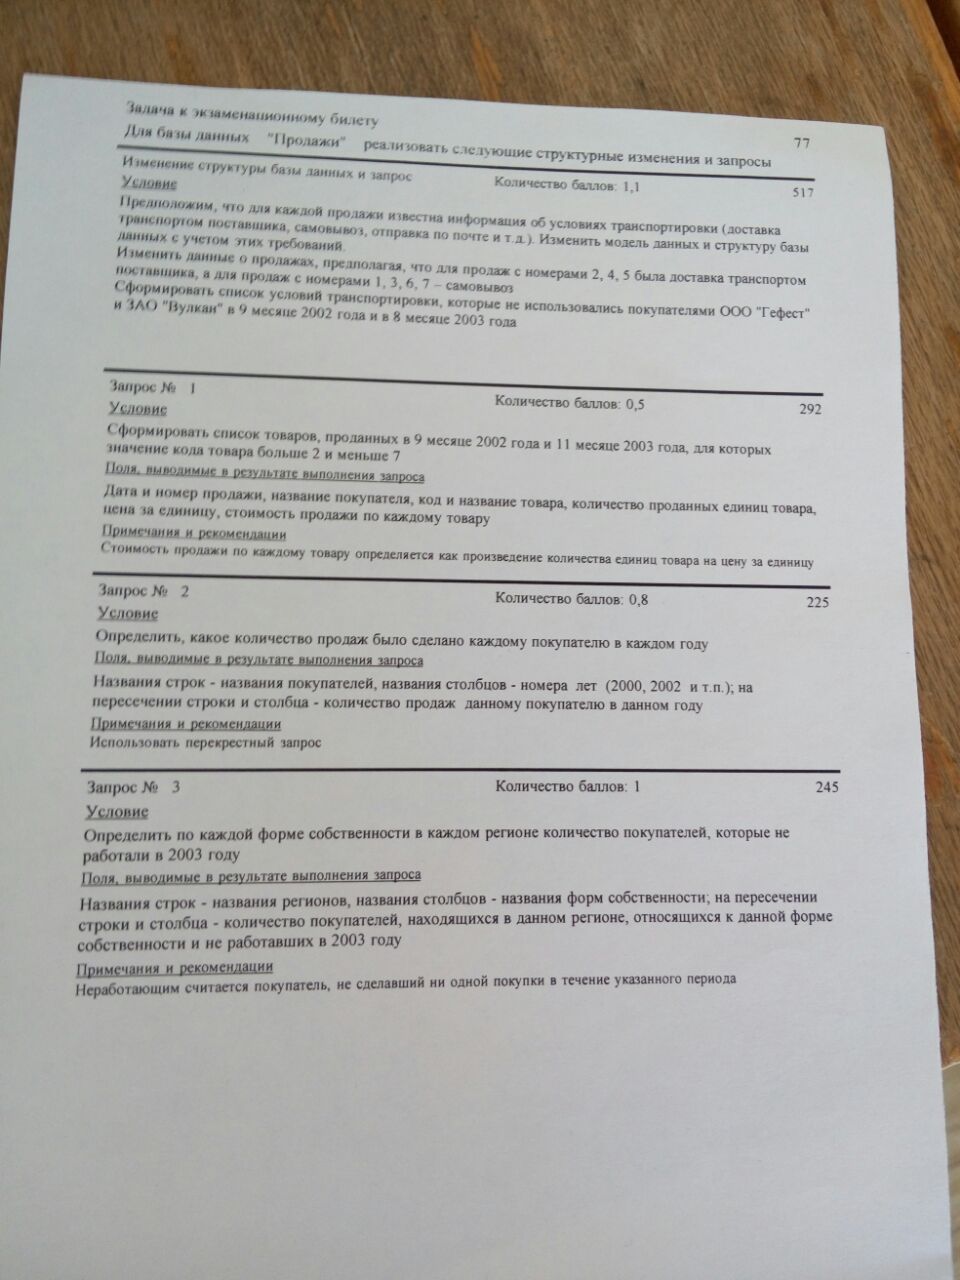 Задача к экзаменационному билету 77
Для базы данных "Продажи" реализовать следующие структурные изменения и запросы
Изменение структуры базы данных и запрос Количество баллов: 1,1 517
Условие
Предположим, что для каждой продажи известна информация об условиях транспортировки (доставка
транспортом поставщика, самовывоз, отправка по почте и т.д.). Изменить модель данных и структуру базы
данных с учетом этих требований.
Изменить данные о продажах, предполагая, что для продаж с номерами 2, 4, 5 была доставка транспортом
поставщика, а для продаж с номерами 1, 3, 6, 7 – самовывоз
Сформировать список условий транспортировки, которые не использовались покупателями ООО "Гефест"
и ЗАО "Вулкан" в 9 месяце 2002 года и в 8 месяце 2003 года
Запрос № 1 Количество баллов: 0,5 292
Условие
Сформировать список товаров, проданных в 9 месяце 2002 года и 11 месяце 2003 года, для которых
значение кода товара больше 2 и меньше 7
Поля, выводимые в результате выполнения запроса
Дата и номер продажи, название покупателя, код и название товара, количество проданных единиц товара,
цена за единицу, стоимость продажи по каждому товару
Примечания и рекомендации
Стоимость продажи по каждому товару определяется как произведение количества единиц товара на цену за единицу
Запрос № 2 Количество баллов: 0,8 225
Условие
Определить, какое количество продаж было сделано каждому покупателю в каждом году
Поля, выводимые в результате выполнения запроса
Названия строк - названия покупателей, названия столбцов - номера лет (2000, 2002 и т.п.); на
пересечении строки и столбца - количество продаж данному покупателю в данном году
Примечания и рекомендации
Использовать перекрестный запрос
Запрос № 3 Количество баллов: 1 245
Условие
Определить по каждой форме собственности в каждом регионе количество покупателей, которые не
работали в 2003 году
Поля, выводимые в результате выполнения запроса
Названия строк - названия регионов, названия столбцов - названия форм собственности; на пересечении
строки и столбца - количество покупателей, находящихся в данном регионе, относящихся к данной форме
собственности и не работавших в 2003 году
Примечания и рекомендации
Неработающим считается покупатель, не сделавший ни одной покупки в течение указанного периода